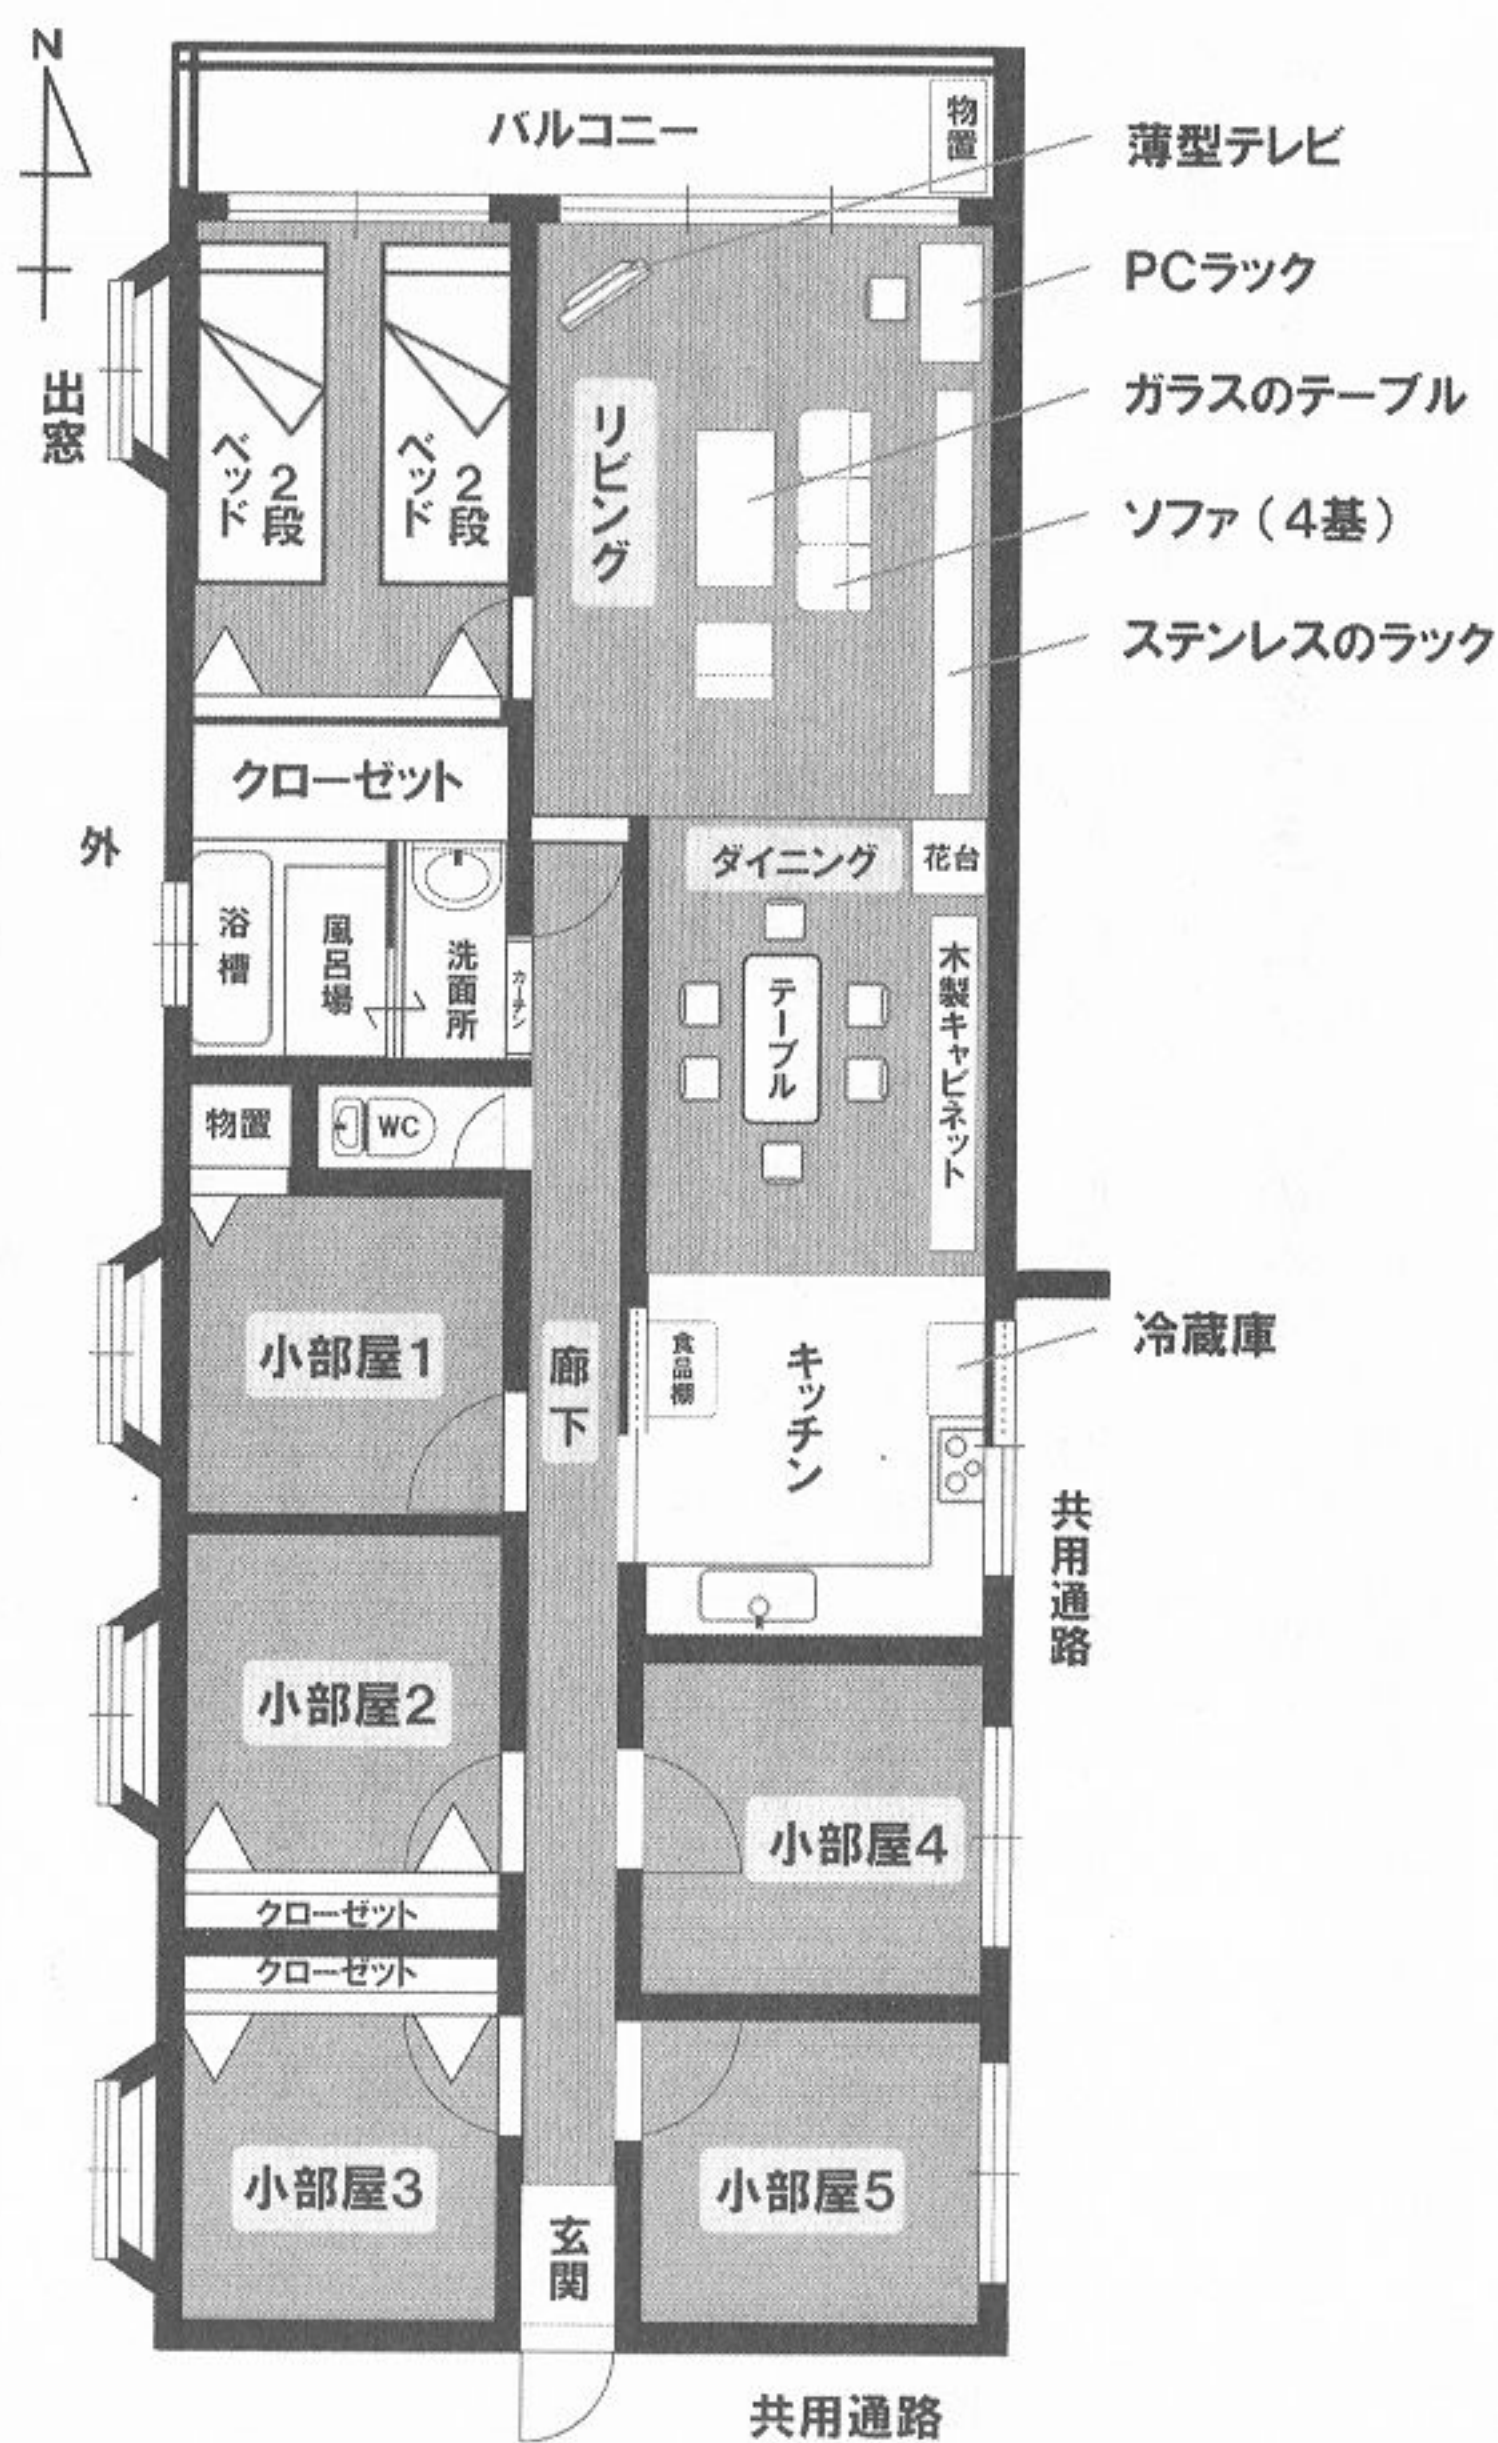 N
バルコニー
物置
薄型テレビ
PCラック
ガラスのテーブル
ソファ（4基）
ステンレスのラック
出窓
2段
ベッド
2段
ベッド
リビング
クローゼット
外
ダイニング
花台
浴槽
風呂場
洗面所
カーテン
テーブル
木製キャビネット
物置
WC
小部屋1
廊下
食品棚
キッチン
冷蔵庫
共用通路
小部屋2
小部屋4
クローゼット
クローゼット
小部屋3
玄関
小部屋5
共用通路